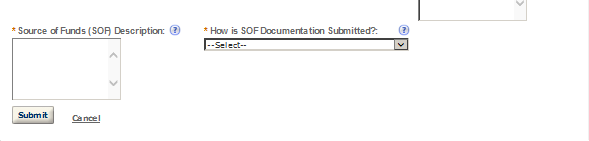 * Source of Funds (SOF) Description: ? * How is SOF Documentation Submitted?: ?
--Select--
Submit Cancel